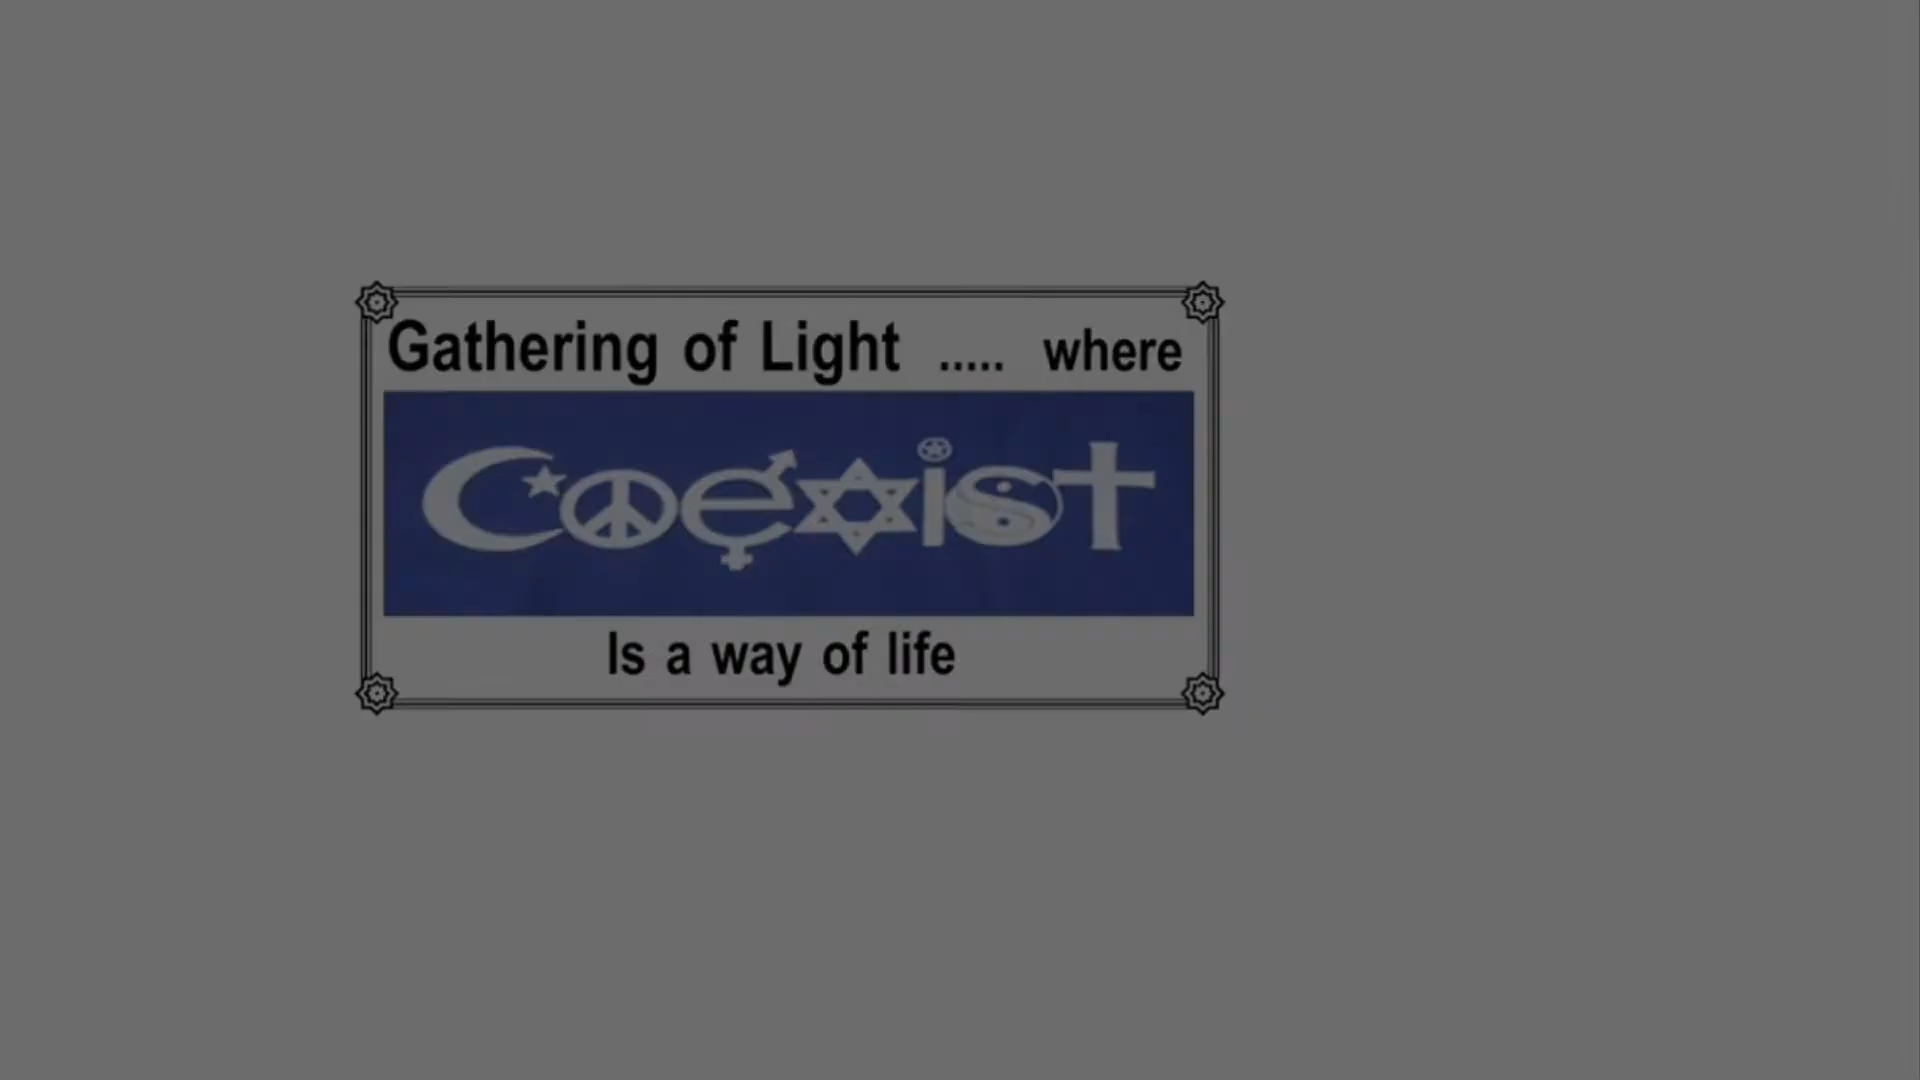 Gathering of Light ..... where
Coexist
Is a way of life